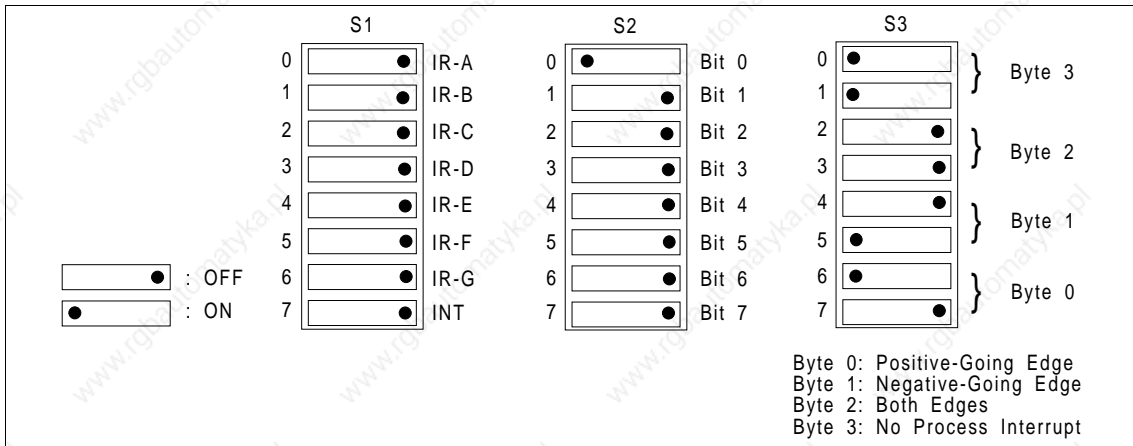 S1 S2 S3
0 IR-A 0 Bit 0 0
1 IR-B 1 Bit 1 1
} Byte 3
2 IR-C 2 Bit 2 2
3 IR-D 3 Bit 3 3
} Byte 2
4 IR-E 4 Bit 4 4
5 IR-F 5 Bit 5 5
} Byte 1
6 IR-G 6 Bit 6 6
7 INT 7 Bit 7 7
} Byte 0
: OFF
: ON
Byte 0: Positive-Going Edge
Byte 1: Negative-Going Edge
Byte 2: Both Edges
Byte 3: No Process Interrupt
www.rgbautomatyka.pl